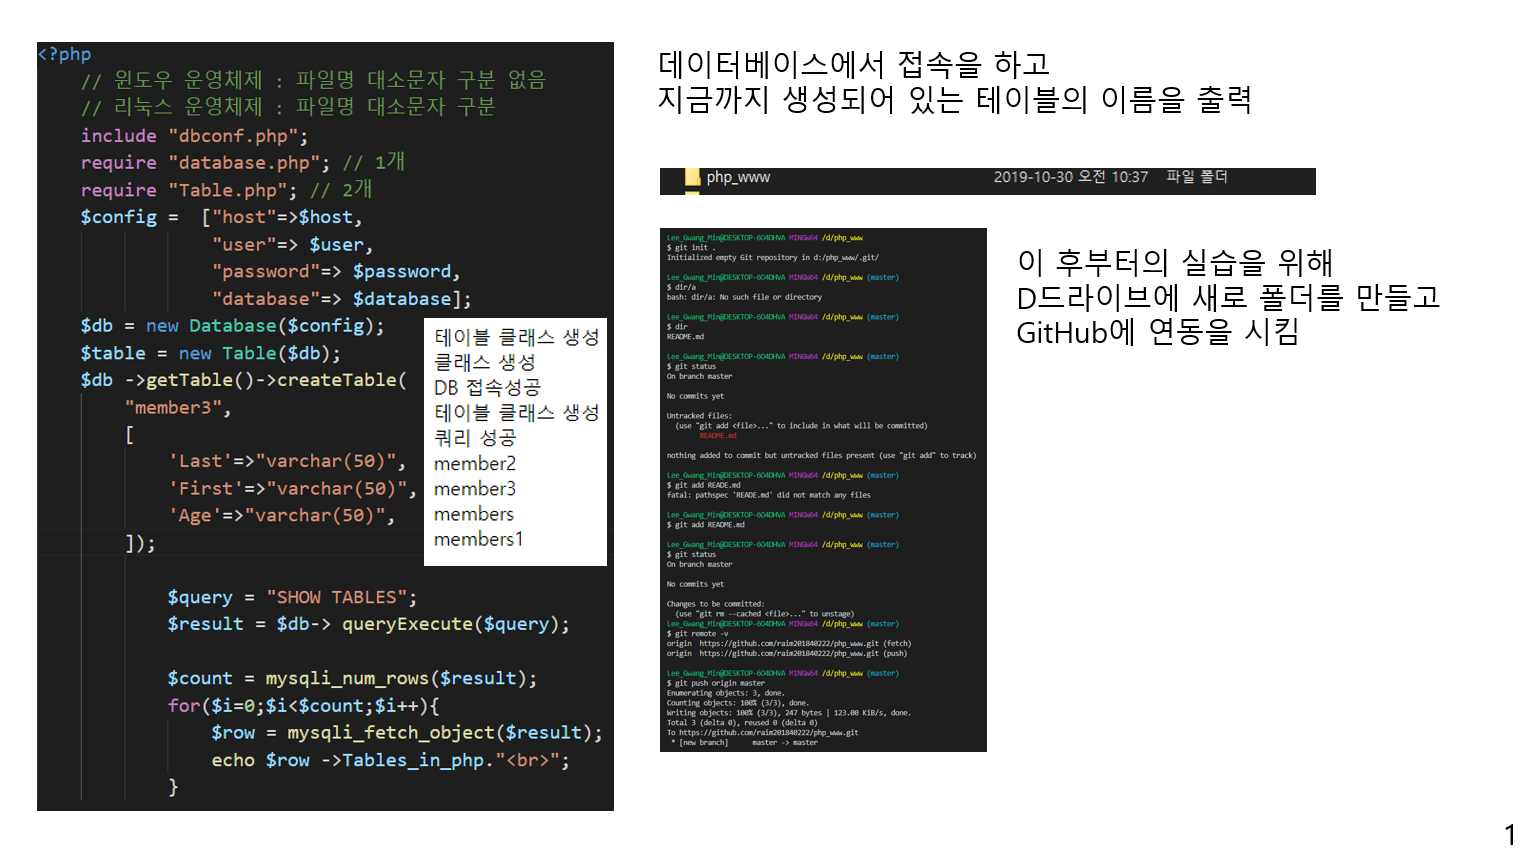 <?php
// 윈도우 운영체제 : 파일명 대소문자 구분 없음
// 리눅스 운영체제 : 파일명 대소문자 구분
include "dbconf.php";
require "database.php"; // 1개
require "Table.php"; // 2개
$config = ["host"=>$host,
"user"=> $user,
"password"=> $password,
"database"=> $database];
$db = new Database($config);
$table = new Table($db);
$db ->getTable()->createTable(
"member3",
[
'Last'=>"varchar(50)",
'First'=>"varchar(50)",
'Age'=>"varchar(50)",
]);
$query = "SHOW TABLES";
$result = $db-> queryExecute($query);
$count = mysqli_num_rows($result);
for($i=0;$i<$count;$i++){
$row = mysqli_fetch_object($result);
echo $row ->Tables_in_php."<br>";
}
테이블 클래스 생성
클래스 생성
DB 접속성공
테이블 클래스 생성
쿼리 성공
member2
member3
members
members1
데이터베이스에서 접속을 하고
지금까지 생성되어 있는 테이블의 이름을 출력
php_www 2019-10-30 오전 10:37 파일 폴더
Lee_Gwang_Min@DESKTOP-6O4DHVA MINGW64 /d/php_www
$ git init .
Initialized empty Git repository in d:/php_www/.git/
Lee_Gwang_Min@DESKTOP-6O4DHVA MINGW64 /d/php_www (master)
$ dir/a
bash: dir/a: No such file or directory
Lee_Gwang_Min@DESKTOP-6O4DHVA MINGW64 /d/php_www (master)
$ dir
README.md
Lee_Gwang_Min@DESKTOP-6O4DHVA MINGW64 /d/php_www (master)
$ git status
On branch master
No commits yet
Untracked files:
(use "git add <file>..." to include in what will be committed)
README.md
nothing added to commit but untracked files present (use "git add" to track)
Lee_Gwang_Min@DESKTOP-6O4DHVA MINGW64 /d/php_www (master)
$ git add READE.md
fatal: pathspec 'READE.md' did not match any files
Lee_Gwang_Min@DESKTOP-6O4DHVA MINGW64 /d/php_www (master)
$ git add README.md
Lee_Gwang_Min@DESKTOP-6O4DHVA MINGW64 /d/php_www (master)
$ git status
On branch master
No commits yet
Changes to be committed:
(use "git rm --cached <file>..." to unstage)
Lee_Gwang_Min@DESKTOP-6O4DHVA MINGW64 /d/php_www (master)
$ git remote -v
origin https://github.com/raim201840222/php_www.git (fetch)
origin https://github.com/raim201840222/php_www.git (push)
Lee_Gwang_Min@DESKTOP-6O4DHVA MINGW64 /d/php_www (master)
$ git push origin master
Enumerating objects: 3, done.
Counting objects: 100% (3/3), done.
Writing objects: 100% (3/3), 247 bytes | 123.00 KiB/s, done.
Total 3 (delta 0), reused 0 (delta 0)
To https://github.com/raim201840222/php_www.git
* [new branch] master -> master
이 후부터의 실습을 위해
D드라이브에 새로 폴더를 만들고
GitHub에 연동을 시킴
1